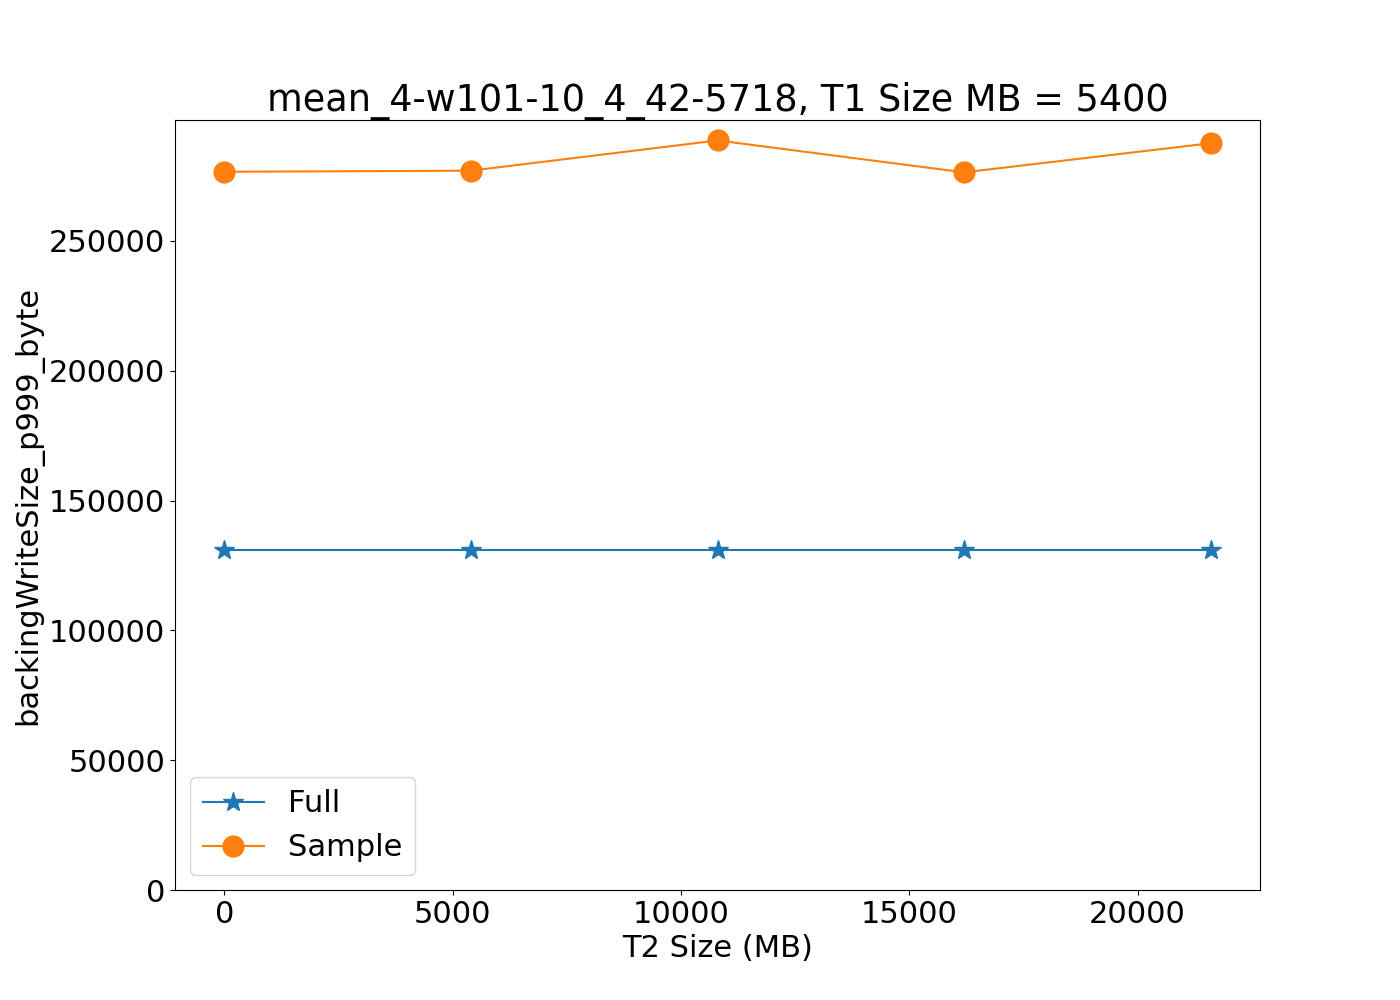 mean_4-w101-10_4_42-5718, T1 Size MB = 5400
backingWriteSize_p999_byte
250000
200000
150000
100000
50000
0
Full
Sample
0 5000 10000 15000 20000
T2 Size (MB)